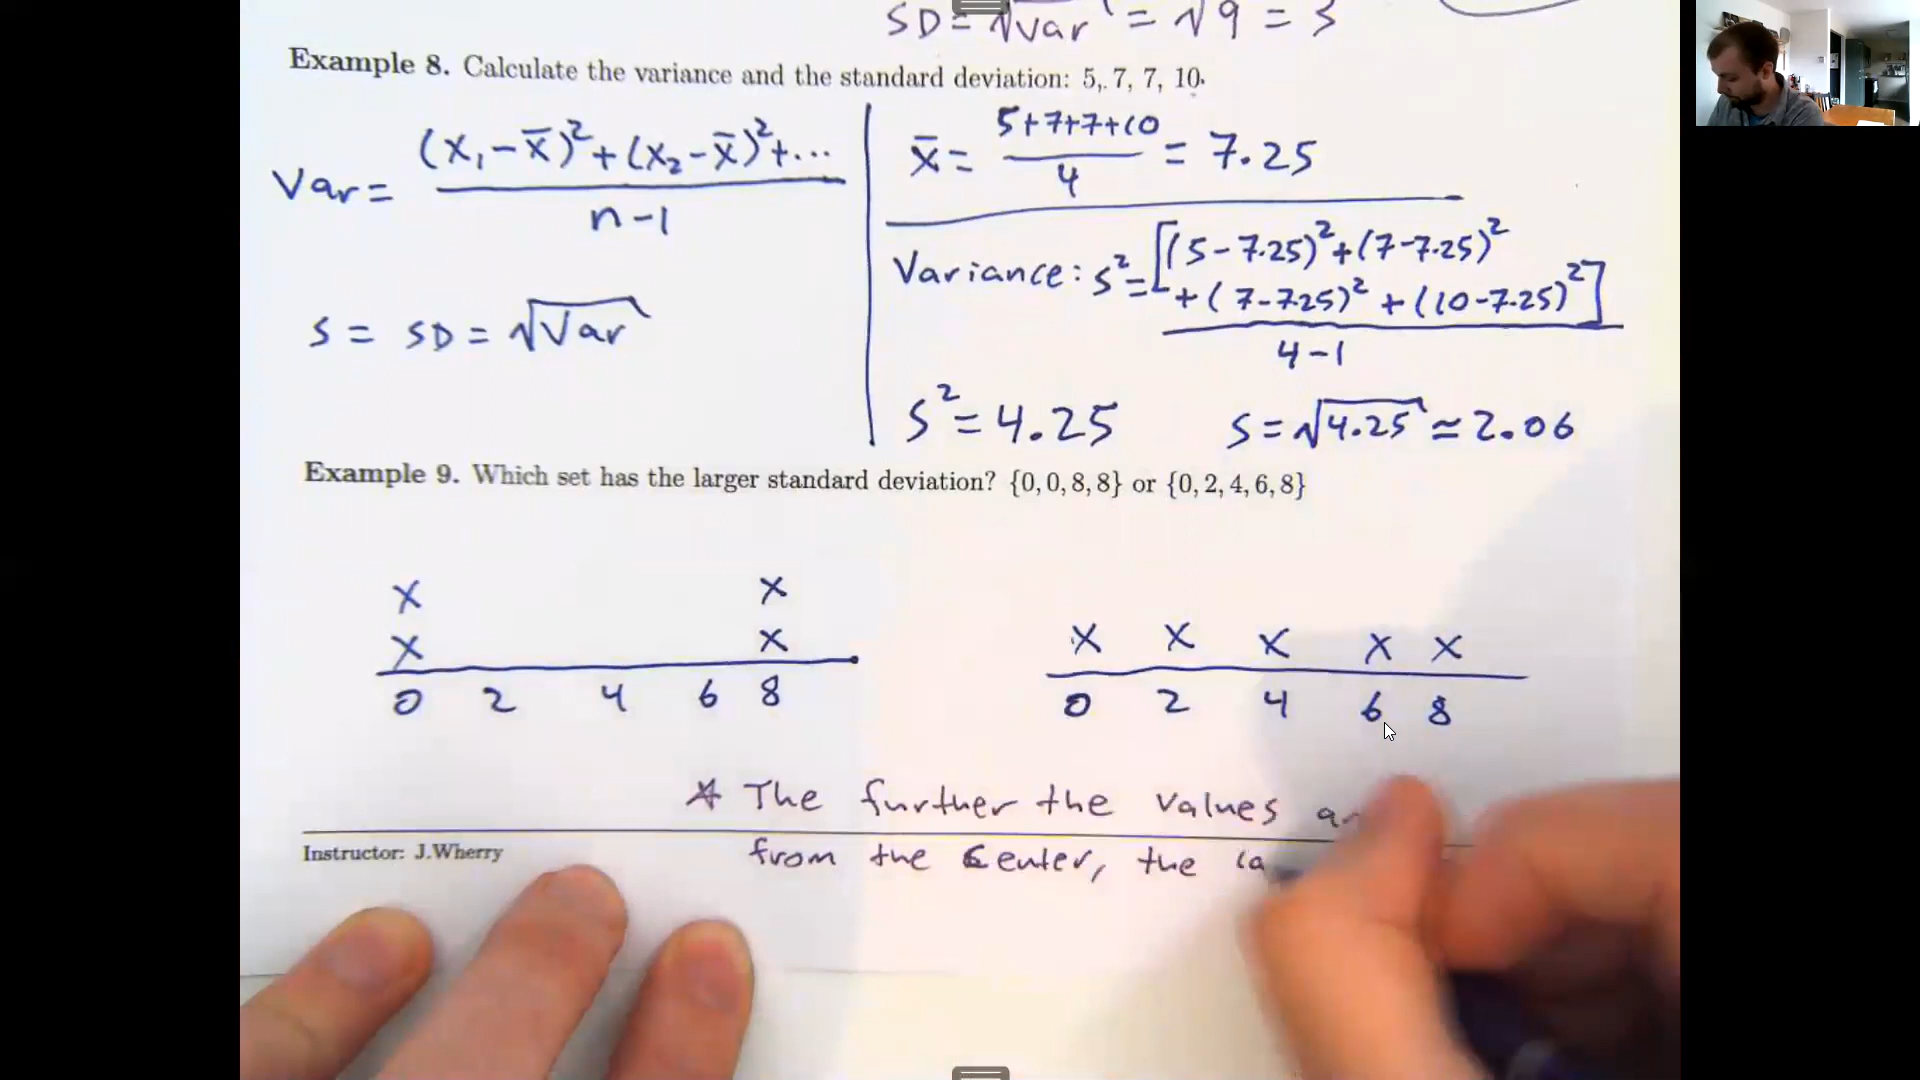 SD = √Var = √9 = 3
Example 8. Calculate the variance and the standard deviation: 5, 7, 7, 10.
Var = (x₁ - x̄)² + (x₂ - x̄)² + ... / n - 1
S = SD = √Var
x̄ = 5+7+7+10 / 4 = 7.25
Variance: s² = [(5 - 7.25)² + (7 - 7.25)²
+ (7 - 7.25)² + (10 - 7.25)²]
4 - 1
S² = 4.25
S = √4.25 ≃ 2.06
Example 9. Which set has the larger standard deviation? {0, 0, 8, 8} or {0, 2, 4, 6, 8}
x x
x x
0 2 4 6 8
x x x x x
0 2 4 6 8
* The further the values
Instructor: J.Wherry
from the center, the